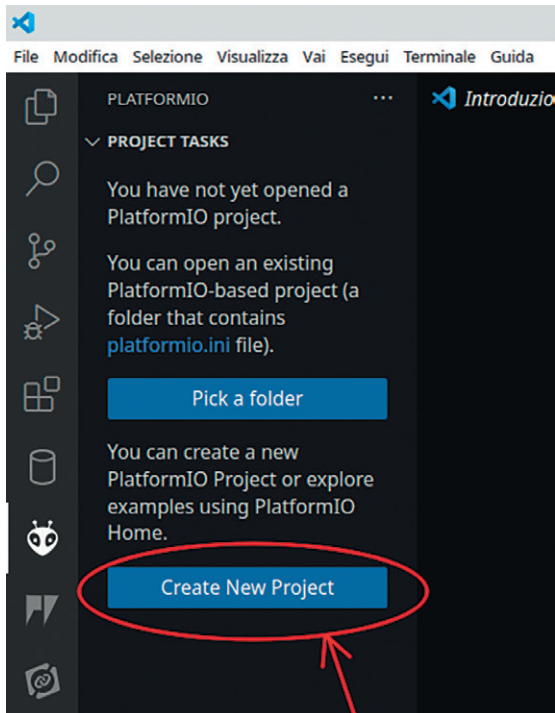 File Modifica Selezione Visualizza Vai Esegui Terminale Guida
PLATFORMIO
Introduzio
PROJECT TASKS
You have not yet opened a
PlatformIO project.
You can open an existing
PlatformIO-based project (a
folder that contains
platformio.ini file).
Pick a folder
You can create a new
PlatformIO Project or explore
examples using PlatformIO
Home.
Create New Project